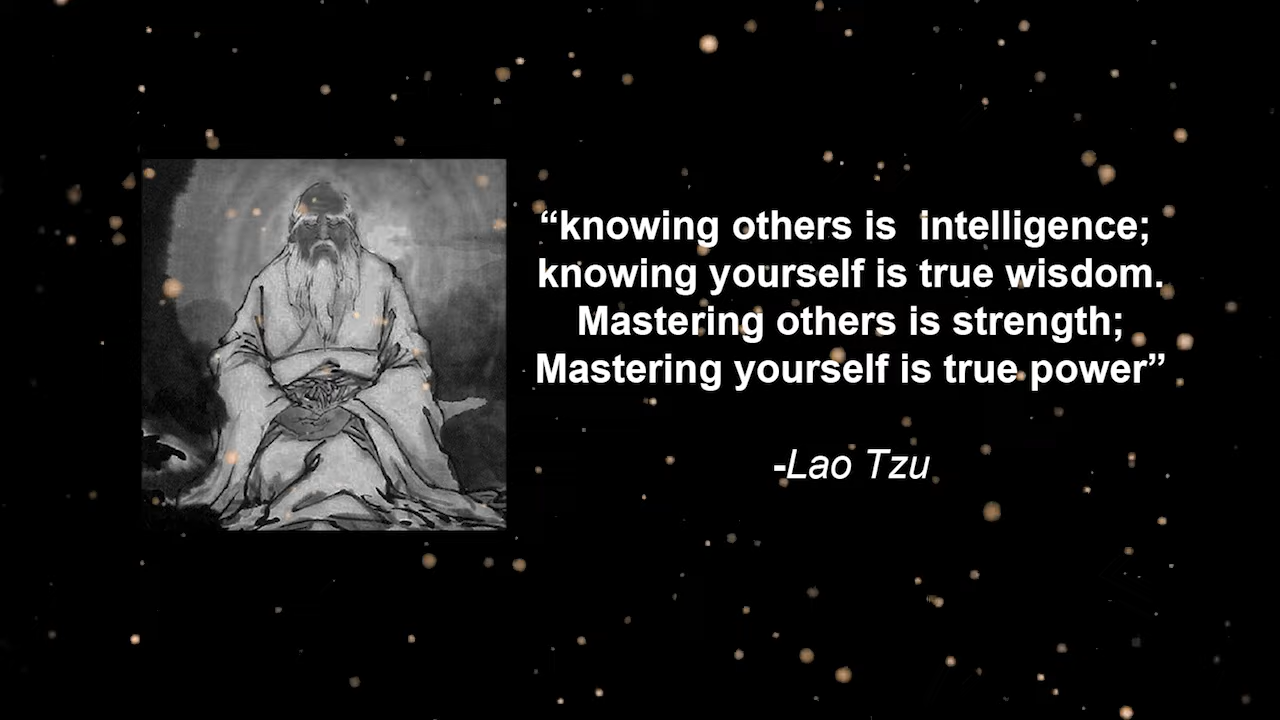 “knowing others is  intelligence;
knowing yourself is true wisdom.
Mastering others is strength;
Mastering yourself is true power”
-Lao Tzu